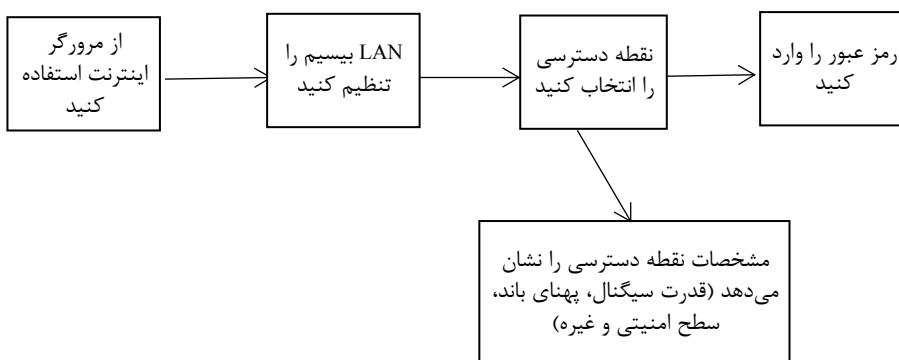 از مرورگر
اینترنت استفاده
کنید
LAN بیسیم را
تنظیم کنید
نقطه دسترسی
را انتخاب کنید
رمز عبور را وارد
کنید
مشخصات نقطه دسترسی را نشان
می‌دهد (قدرت سیگنال، پهنای باند،
سطح امنیتی و غیره)